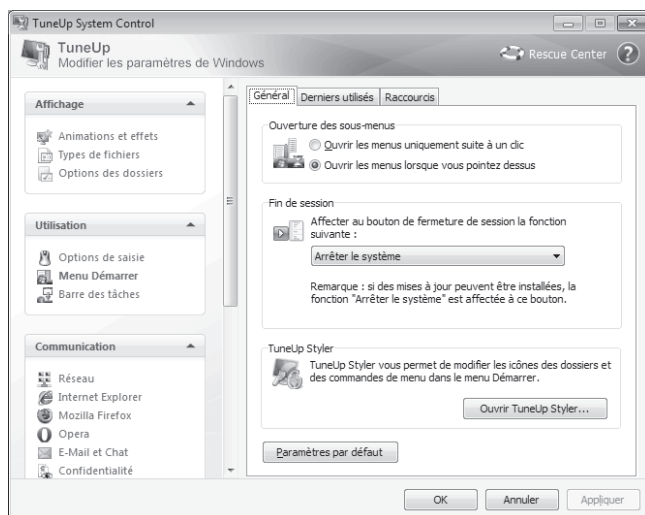 TuneUp System Control
TuneUp
Modifier les paramètres de Windows
Rescue Center
?
Affichage
Animations et effets
Types de fichiers
Options des dossiers
Utilisation
Options de saisie
Menu Démarrer
Barre des tâches
Communication
Réseau
Internet Explorer
Mozilla Firefox
Opera
E-Mail et Chat
Confidentialité
Général
Derniers utilisés
Raccourcis
Ouverture des sous-menus
Ouvrir les menus uniquement suite à un clic
Ouvrir les menus lorsque vous pointez dessus
Fin de session
Affecter au bouton de fermeture de session la fonction
suivante :
Arrêter le système
Remarque : si des mises à jour peuvent être installées, la
fonction "Arrêter le système" est affectée à ce bouton.
TuneUp Styler
TuneUp Styler vous permet de modifier les icônes des dossiers et
des commandes de menu dans le menu Démarrer.
Ouvrir TuneUp Styler...
Paramètres par défaut
OK
Annuler
Appliquer